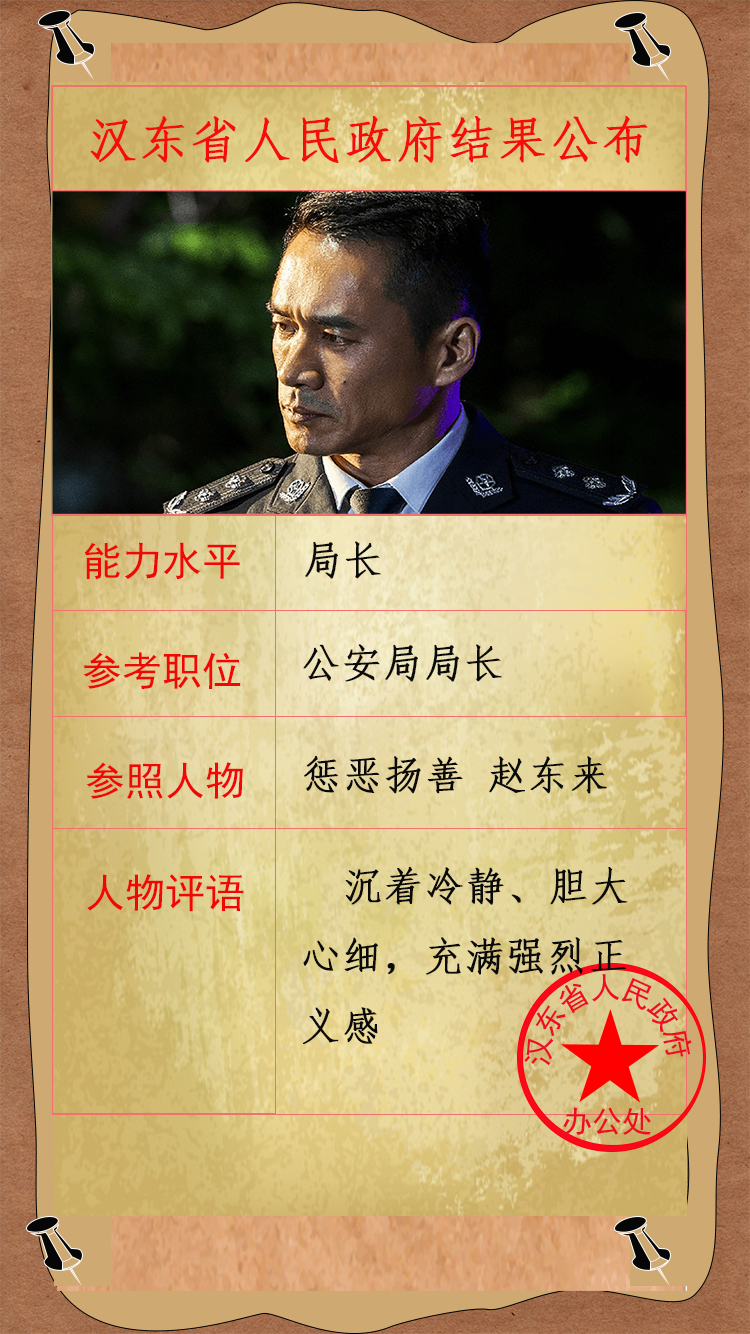 汉东省人民政府结果公布
能力水平 局长
参考职位 公安局局长
参照人物 惩恶扬善 赵东来
人物评语 沉着冷静、胆大
心细，充满强烈正
义感
汉东省人民政府
办公处